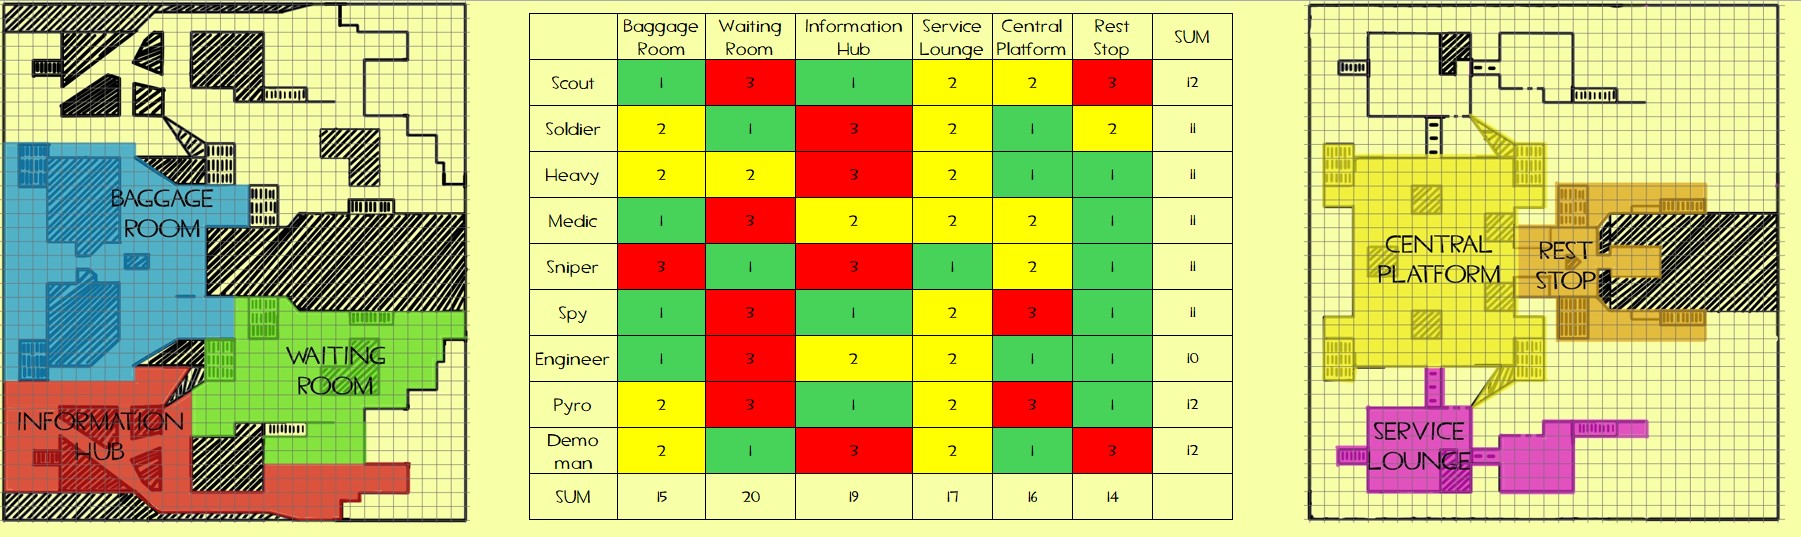 BAGGAGE
ROOM
WAITING
ROOM
INFORMATION
HUB
Baggage Room Waiting Room Information Hub Service Lounge Central Platform Rest Stop SUM
Scout 1 3 1 2 2 3 12
Soldier 2 1 3 2 1 2 11
Heavy 2 2 3 2 1 1 11
Medic 1 3 2 2 2 1 11
Sniper 3 1 3 1 2 1 11
Spy 1 3 1 2 3 1 11
Engineer 1 3 2 2 1 1 10
Pyro 2 3 1 2 3 1 12
Demo man 2 1 3 2 1 3 12
SUM 15 20 19 17 16 14
CENTRAL
PLATFORM
REST
STOP
SERVICE
LOUNGE